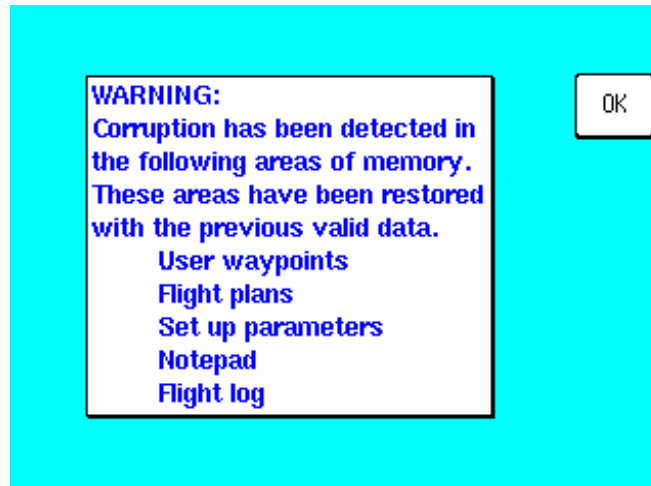 WARNING:
Corruption has been detected in
the following areas of memory.
These areas have been restored
with the previous valid data.
User waypoints
Flight plans
Set up parameters
Notepad
Flight log
OK